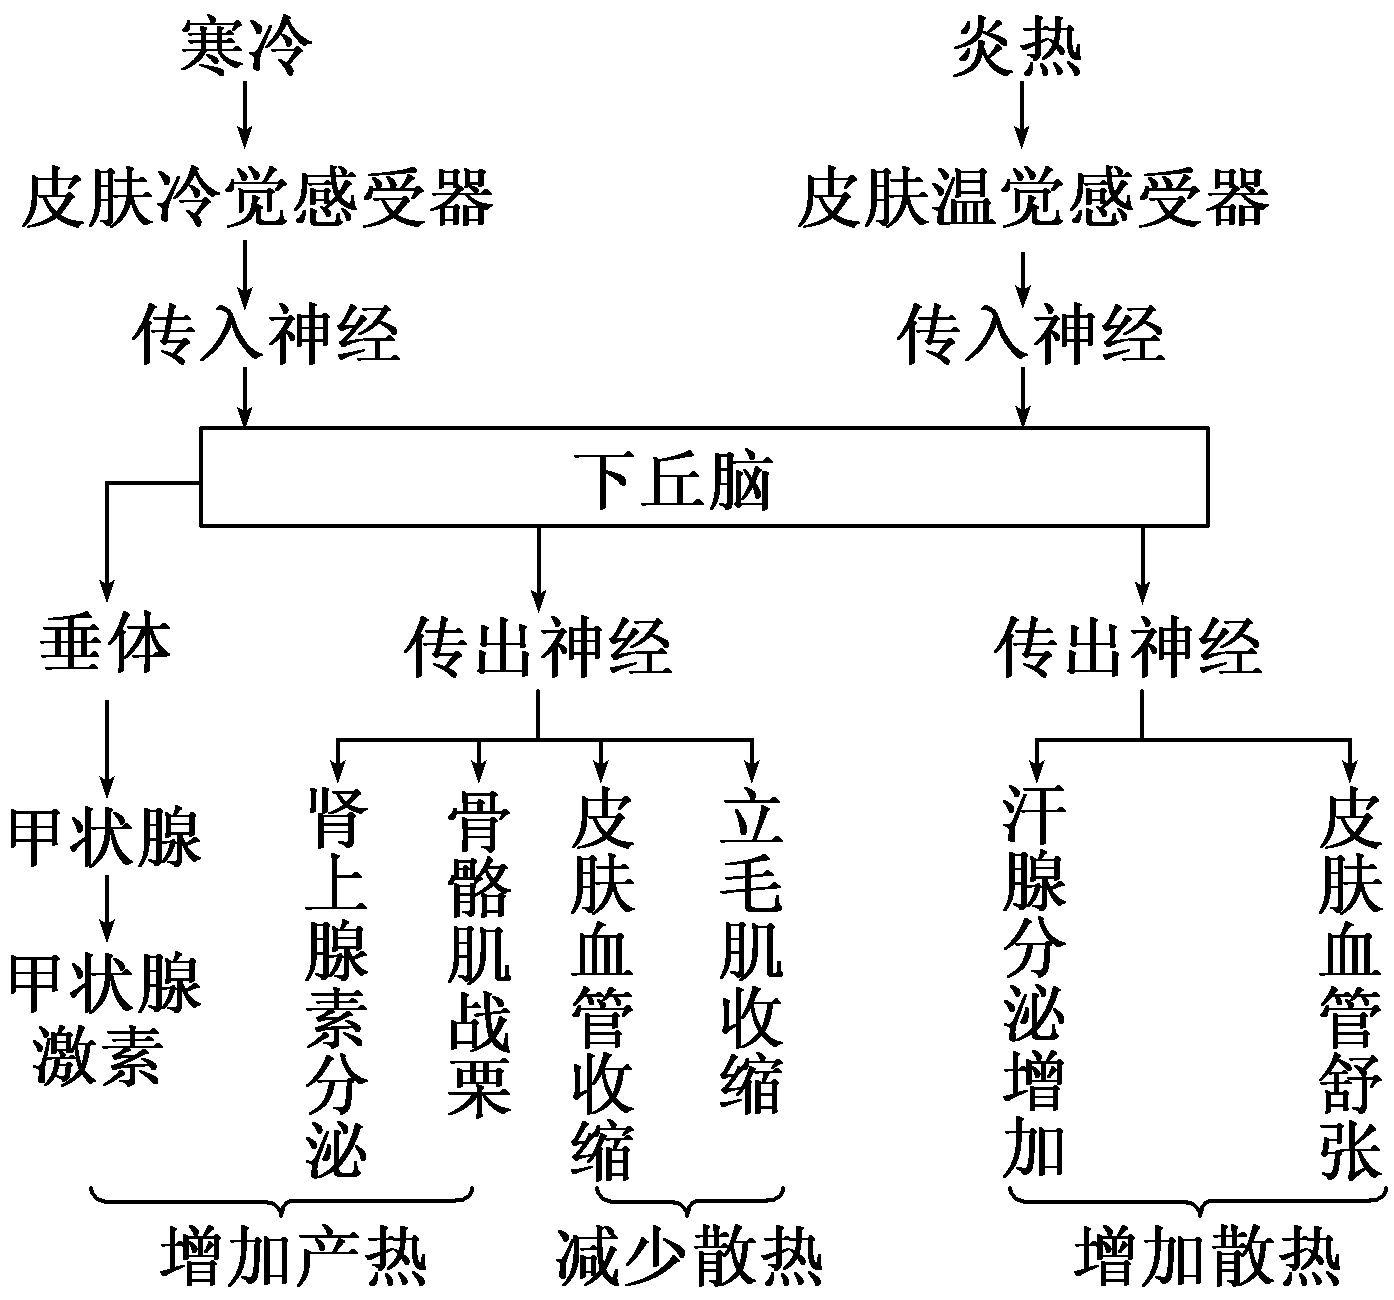 寒冷
炎热
皮肤冷觉感受器
皮肤温觉感受器
传入神经
传入神经
下丘脑
垂体
传出神经
传出神经
甲状腺
甲状腺
激素
肾上腺素分泌
骨骼肌战栗
皮肤血管收缩
立毛肌收缩
汗腺分泌增加
皮肤血管舒张
增加产热
减少散热
增加散热